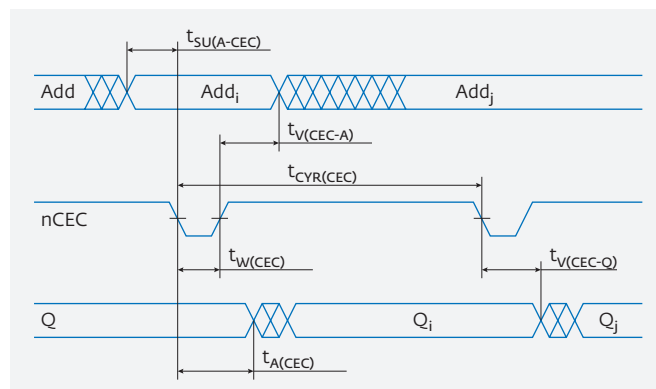 tSU(A-CEC)
Add Addi Addj
tV(CEC-A)
tCYR(CEC)
nCEC
tW(CEC) tV(CEC-Q)
Q Qi Qj
tA(CEC)